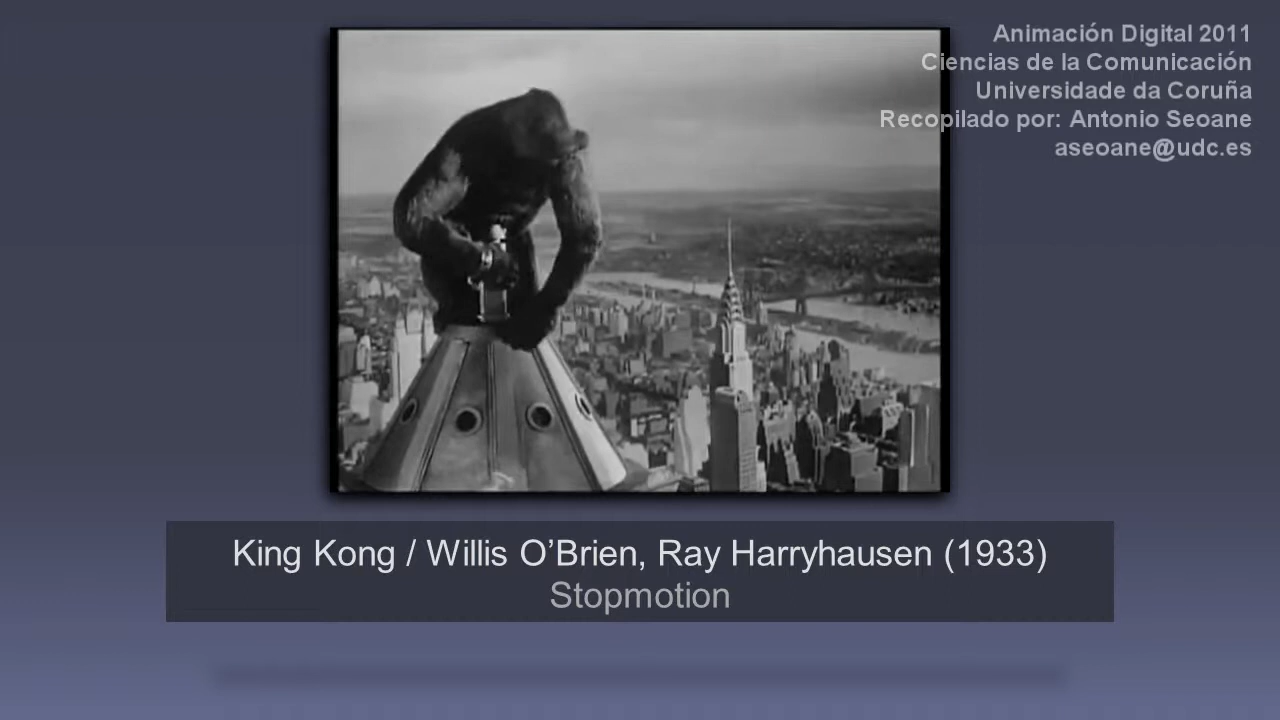 Animación Digital 2011
Ciencias de la Comunicación
Universidade da Coruña
Recopilado por: Antonio Seoane
aseoane@udc.es
King Kong / Willis O’Brien, Ray Harryhausen (1933)
Stopmotion